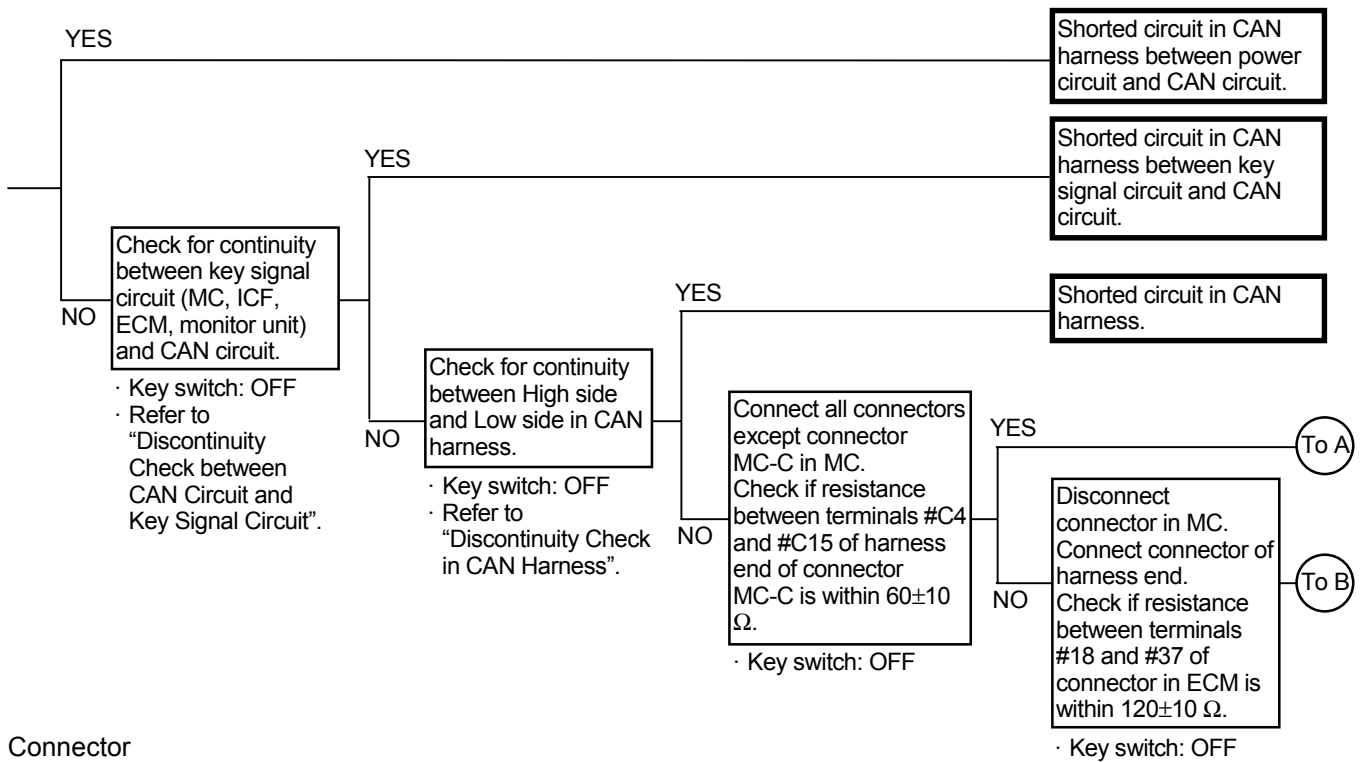 YES
Shorted circuit in CAN
harness between power
circuit and CAN circuit.
YES
Shorted circuit in CAN
harness between key
signal circuit and CAN
circuit.
NO
Check for continuity
between key signal
circuit (MC, ICF,
ECM, monitor unit)
and CAN circuit.
· Key switch: OFF
· Refer to
“Discontinuity
Check between
CAN Circuit and
Key Signal Circuit”.
YES
Shorted circuit in CAN
harness.
NO
Check for continuity
between High side
and Low side in CAN
harness.
· Key switch: OFF
· Refer to
“Discontinuity Check
in CAN Harness”.
NO
Connect all connectors
except connector
MC-C in MC.
Check if resistance
between terminals #C4
and #C15 of harness
end of connector
MC-C is within 60±10
Ω.
· Key switch: OFF
YES
To A
NO
Disconnect
connector in MC.
Connect connector of
harness end.
Check if resistance
between terminals
#18 and #37 of
connector in ECM is
within 120±10 Ω.
· Key switch: OFF
To B
Connector